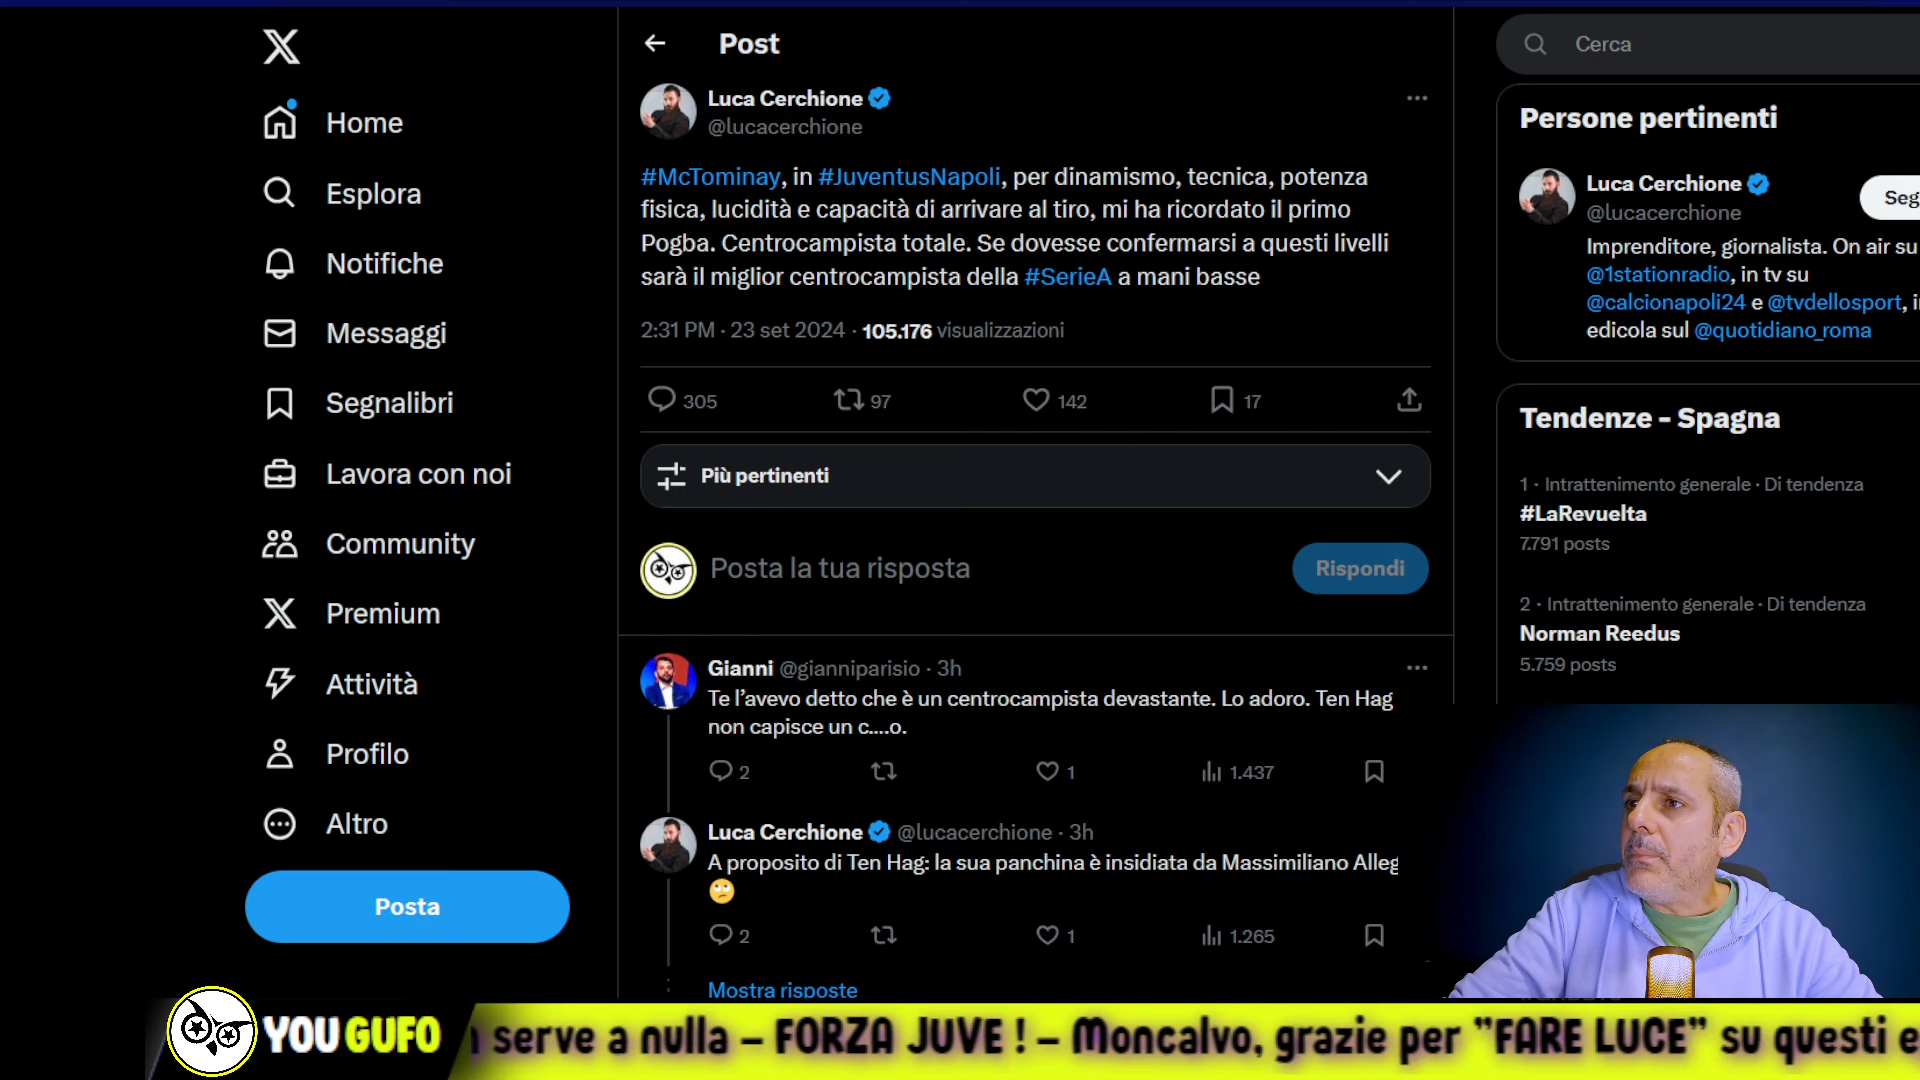 Home
Esplora
Notifiche
Messaggi
Segnalibri
Lavora con noi
Community
Premium
Attività
Profilo
Altro
Posta
Post
Luca Cerchione
@lucacerchione
#McTominay, in #JuventusNapoli, per dinamismo, tecnica, potenza
fisica, lucidità e capacità di arrivare al tiro, mi ha ricordato il primo
Pogba. Centrocampista totale. Se dovesse confermarsi a questi livelli
sarà il miglior centrocampista della #SerieA a mani basse
2:31 PM · 23 set 2024 · 105.176 visualizzazioni
305 97 142 17
Più pertinenti
Posta la tua risposta
Rispondi
Gianni @gianniparisio · 3h
Te l’avevo detto che è un centrocampista devastante. Lo adoro. Ten Hag
non capisce un c....o.
2 1 1.437
Luca Cerchione @lucacerchione · 3h
A proposito di Ten Hag: la sua panchina è insidiata da Massimiliano Alleg
🙄
2 1 1.265
Mostra risposte
Cerca
Persone pertinenti
Luca Cerchione
@lucacerchione
Seg
Imprenditore, giornalista. On air su
@1stationradio, in tv su
@calcionapoli24 e @tvdellosport, i
edicola sul @quotidiano_roma
Tendenze - Spagna
1 · Intrattenimento generale · Di tendenza
#LaRevuelta
7.791 posts
2 · Intrattenimento generale · Di tendenza
Norman Reedus
5.759 posts
YOU GUFO
serve a nulla – FORZA JUVE ! – Moncalvo, grazie per "FARE LUCE" su questi e